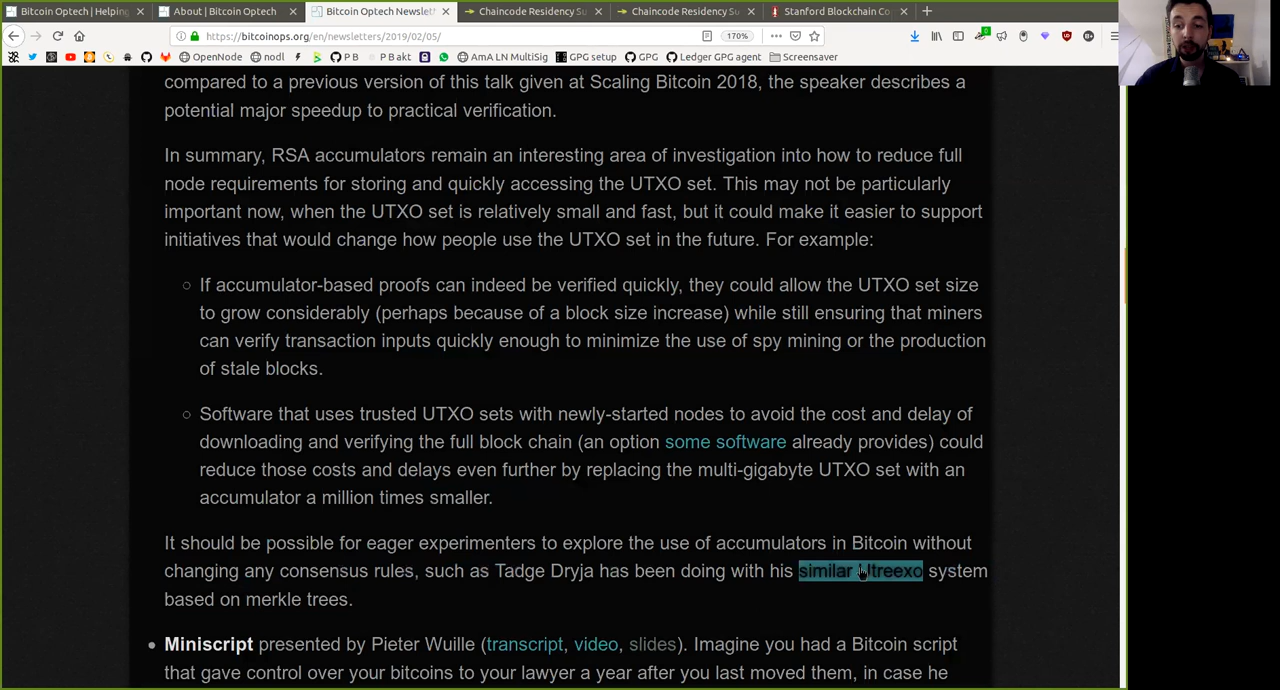 Bitcoin Optech | Helping
About | Bitcoin Optech
Bitcoin Optech Newslet
Chaincode Residency Su
Chaincode Residency Su
Stanford Blockchain Co
https://bitcoinops.org/en/newsletters/2019/02/05/
170%
OpenNode
nodl
P B
P B akt
AmA LN MultiSig
GPG setup
GPG
Ledger GPG agent
Screensaver
compared to a previous version of this talk given at Scaling Bitcoin 2018, the speaker describes a
potential major speedup to practical verification.
In summary, RSA accumulators remain an interesting area of investigation into how to reduce full
node requirements for storing and quickly accessing the UTXO set. This may not be particularly
important now, when the UTXO set is relatively small and fast, but it could make it easier to support
initiatives that would change how people use the UTXO set in the future. For example:
If accumulator-based proofs can indeed be verified quickly, they could allow the UTXO set size
to grow considerably (perhaps because of a block size increase) while still ensuring that miners
can verify transaction inputs quickly enough to minimize the use of spy mining or the production
of stale blocks.
Software that uses trusted UTXO sets with newly-started nodes to avoid the cost and delay of
downloading and verifying the full block chain (an option some software already provides) could
reduce those costs and delays even further by replacing the multi-gigabyte UTXO set with an
accumulator a million times smaller.
It should be possible for eager experimenters to explore the use of accumulators in Bitcoin without
changing any consensus rules, such as Tadge Dryja has been doing with his similar Utreexo system
based on merkle trees.
Miniscript presented by Pieter Wuille (transcript, video, slides). Imagine you had a Bitcoin script
that gave control over your bitcoins to your lawyer a year after you last moved them, in case he